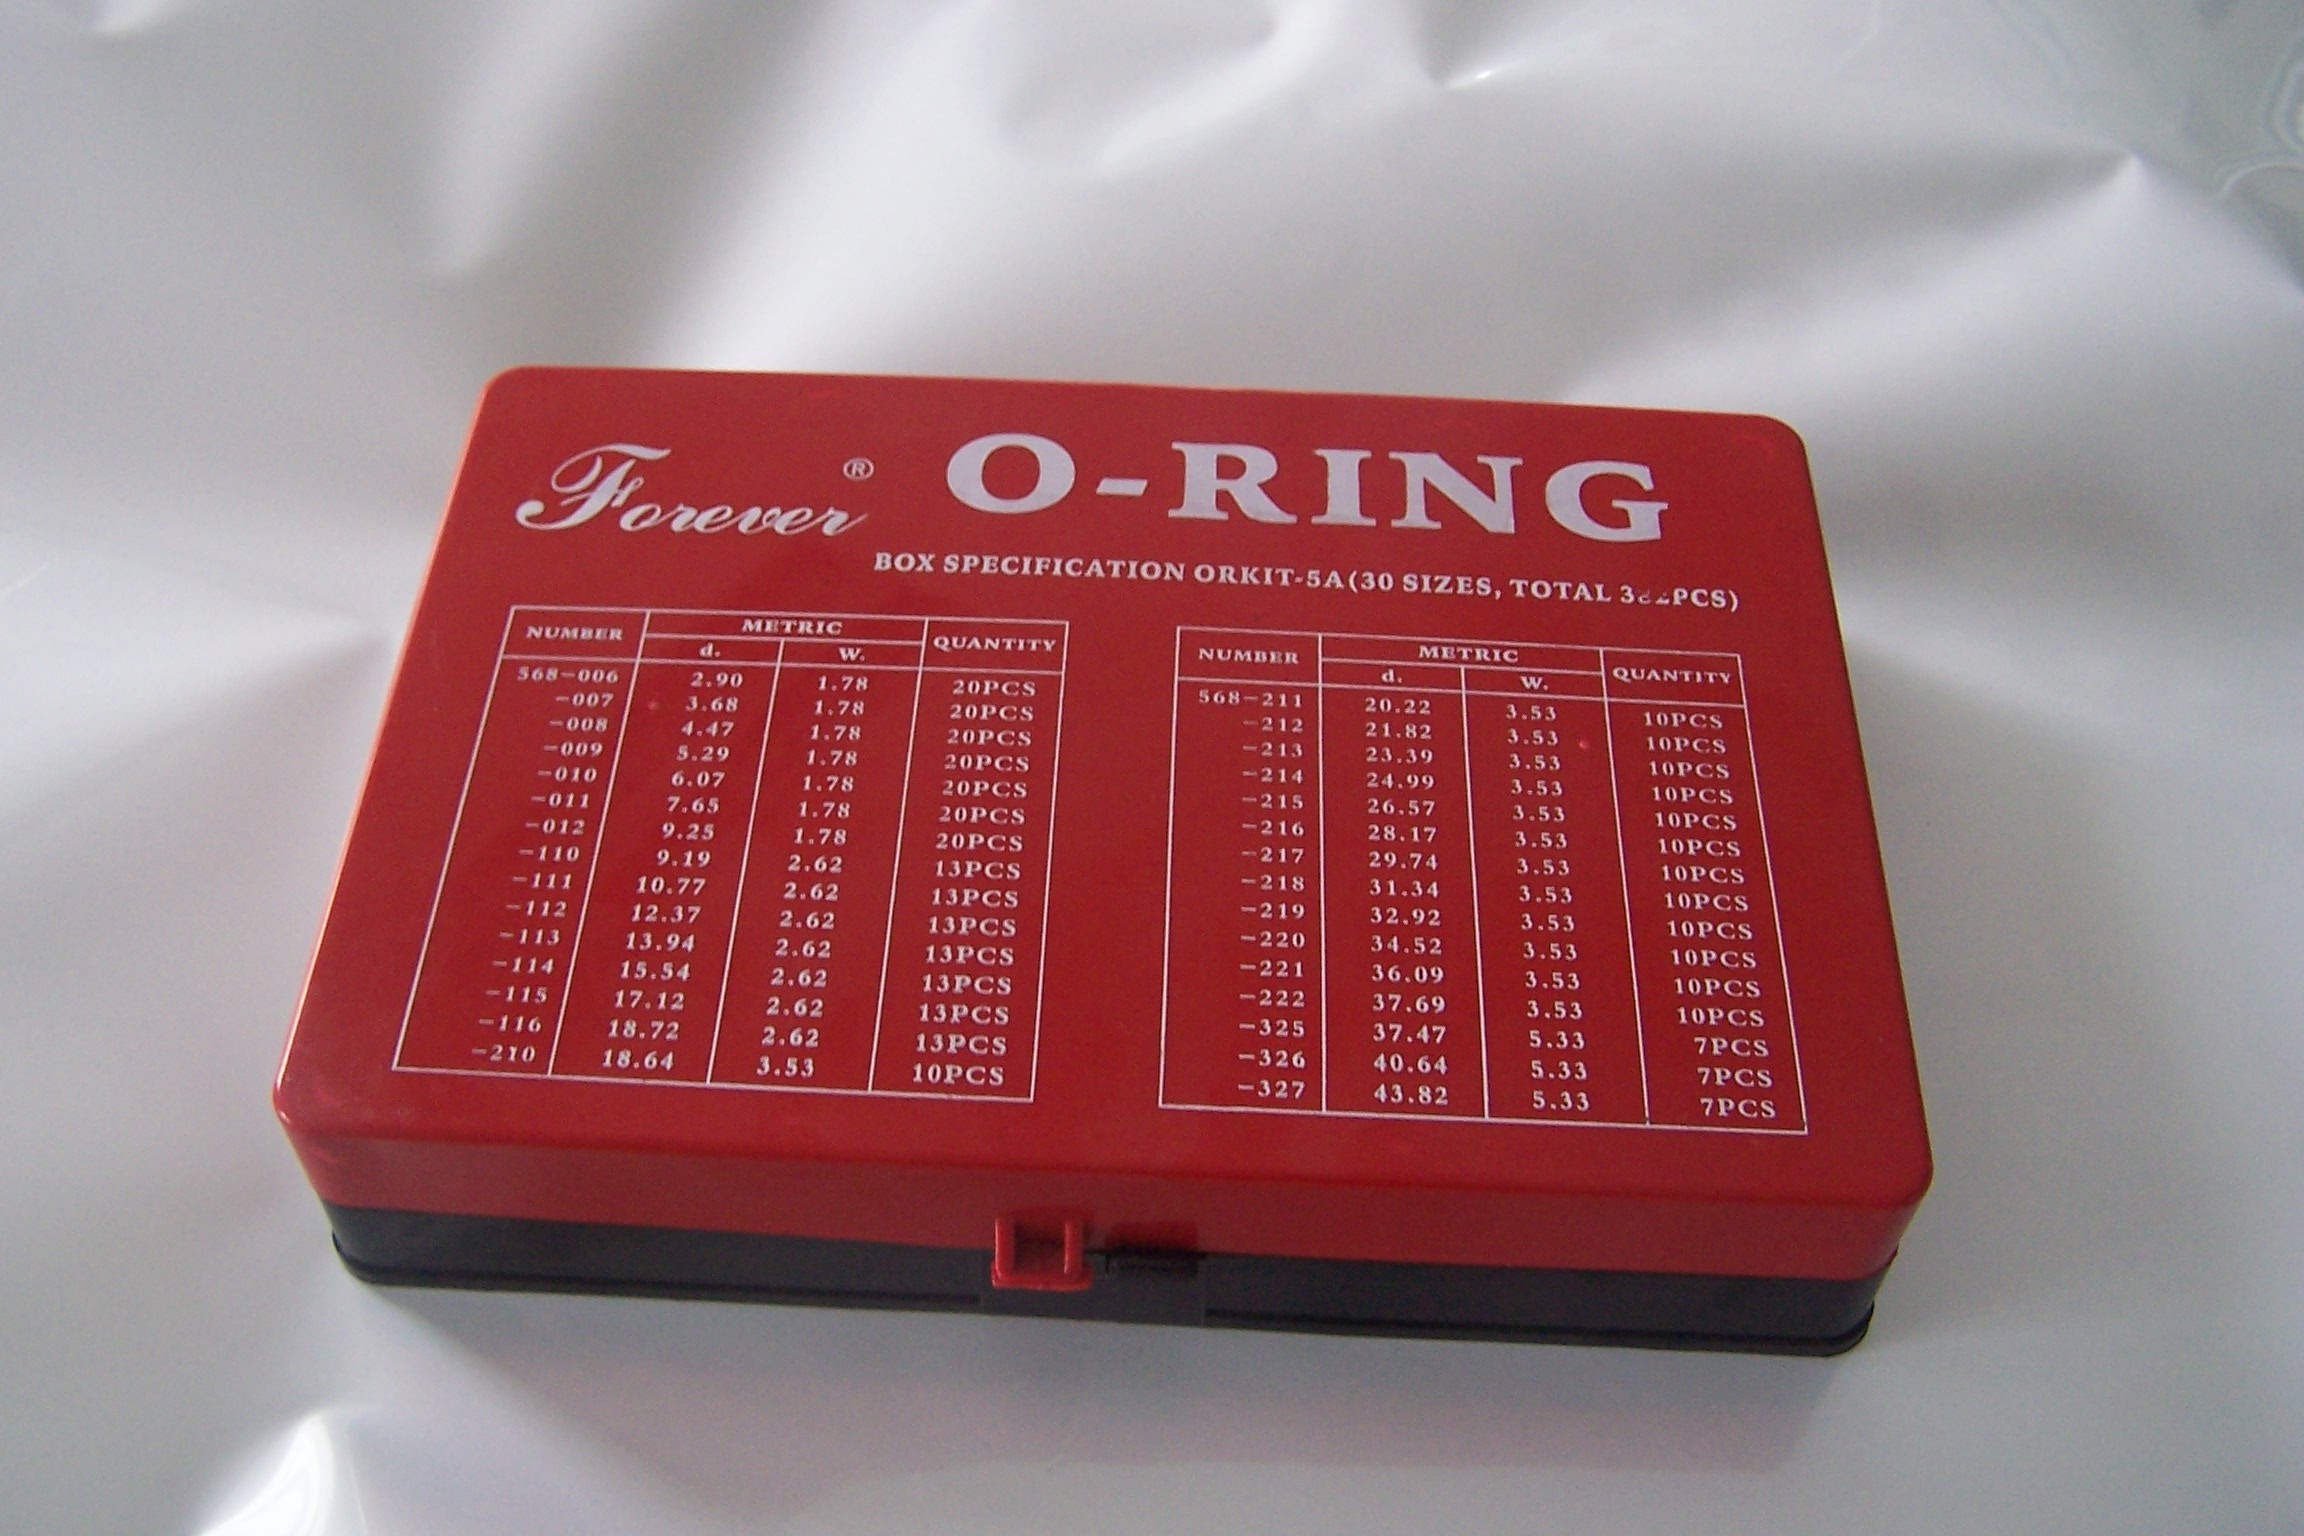 Forever ® O-RING
BOX SPECIFICATION ORKIT-5A(30 SIZES, TOTAL
NUMBER METRIC QUANTITY
d. W.
568-006 2.90 1.78 20PCS
-007 3.68 1.78 20PCS
-008 4.47 1.78 20PCS
-009 5.29 1.78 20PCS
-010 6.07 1.78 20PCS
-011 7.65 1.78 20PCS
-012 9.25 1.78 20PCS
-110 9.19 2.62 13PCS
-111 10.77 2.62 13PCS
-112 12.37 2.62 13PCS
-113 13.94 2.62 13PCS
-114 15.54 2.62 13PCS
-115 17.12 2.62 13PCS
-116 18.72 2.62 13PCS
-210 18.64 3.53 10PCS
NUMBER METRIC QUANTITY
d. W.
568-211 20.22 3.53 10PCS
-212 21.82 3.53 10PCS
-213 23.39 3.53 10PCS
-214 24.99 3.53 10PCS
-215 26.57 3.53 10PCS
-216 28.17 3.53 10PCS
-217 29.74 3.53 10PCS
-218 31.34 3.53 10PCS
-219 32.92 3.53 10PCS
-220 34.52 3.53 10PCS
-221 36.09 3.53 10PCS
-222 37.69 3.53 10PCS
-325 37.47 5.33 7PCS
-326 40.64 5.33 7PCS
-327 43.82 5.33 7PCS